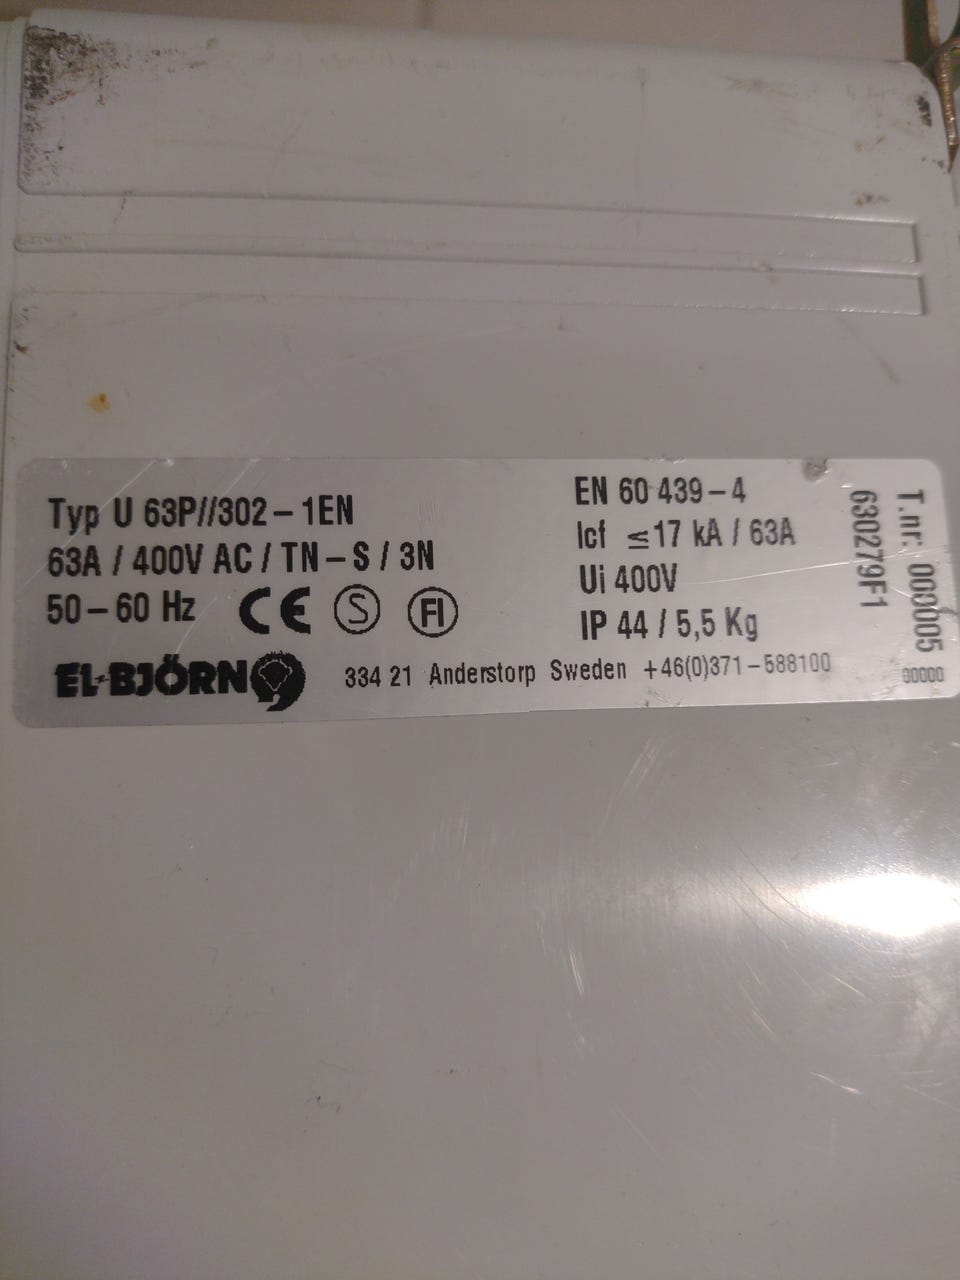 Typ U 63P//302-1EN
63A / 400V AC / TN-S / 3N
50-60 Hz CE S FI
EL-BJÖRN
334 21 Anderstorp Sweden +46(0)371-588100
EN 60 439-4
Icf ≤17 kA / 63A
Ui 400V
IP 44 / 5,5 Kg
T.nr: 000005
630279F1